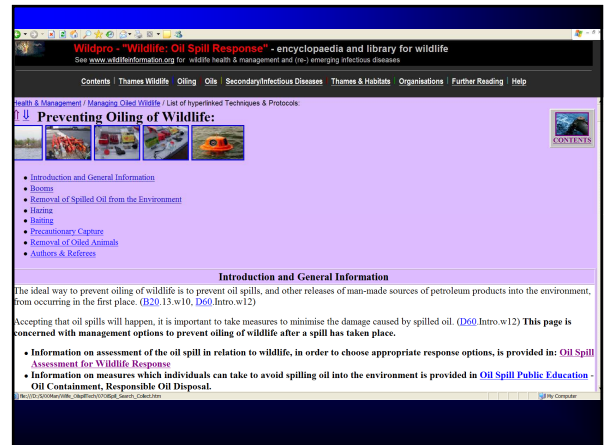 Wildpro - "Wildlife: Oil Spill Response" - encyclopaedia and library for wildlife
See www.wildlifeinformation.org for wildlife health & management and (re-) emerging infectious diseases
Contents | Thames Wildlife | Oiling | Oils | Secondary/Infectious Diseases | Thames & Habitats | Organisations | Further Reading | Help
Health & Management / Managing Oiled Wildlife / List of hyperlinked Techniques & Protocols:
⇑⇓ Preventing Oiling of Wildlife:
CONTENTS
• Introduction and General Information
• Booms
• Removal of Spilled Oil from the Environment
• Hazing
• Baiting
• Precautionary Capture
• Removal of Oiled Animals
• Authors & Referees
Introduction and General Information
The ideal way to prevent oiling of wildlife is to prevent oil spills, and other releases of man-made sources of petroleum products into the environment,
from occurring in the first place. (B20.13.w10, D60.Intro.w12)
Accepting that oil spills will happen, it is important to take measures to minimise the damage caused by spilled oil. (D60.Intro.w12) This page is
concerned with management options to prevent oiling of wildlife after a spill has taken place.
• Information on assessment of the oil spill in relation to wildlife, in order to choose appropriate response options, is provided in: Oil Spill
Assessment for Wildlife Response
• Information on measures which individuals can take to avoid spilling oil into the environment is provided in Oil Spill Public Education -
Oil Containment, Responsible Oil Disposal.
My Computer